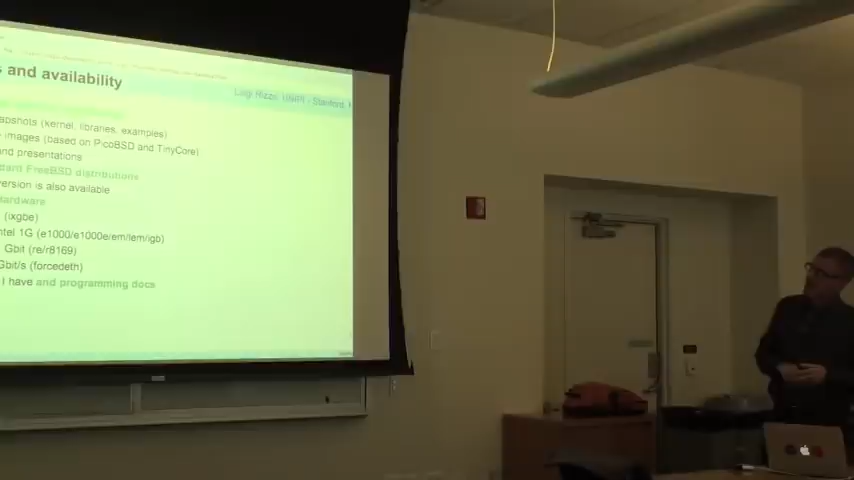 s and availability
Luigi Rizzo, UNIPI - Stanford,
apshots (kernel, libraries, examples)
images (based on PicoBSD and TinyCore)
and presentations
dard FreeBSD distributions
ersion is also available
ardware
(ixgbe)
ntel 1G (e1000/e1000e/em/lem/igb)
Gbit (re/r8169)
Gbit/s (forcedeth)
I have and programming docs